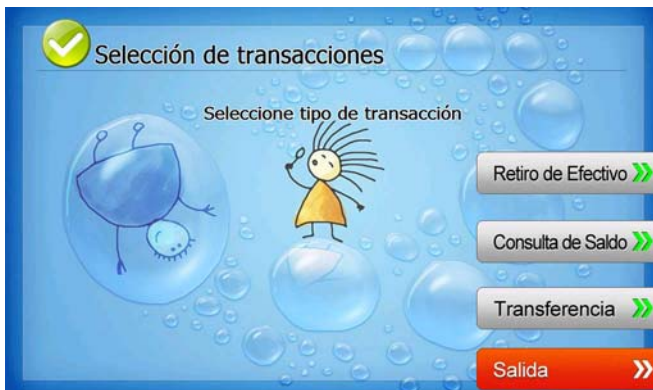 Selección de transacciones
Seleccione tipo de transacción
Retiro de Efectivo
Consulta de Saldo
Transferencia
Salida